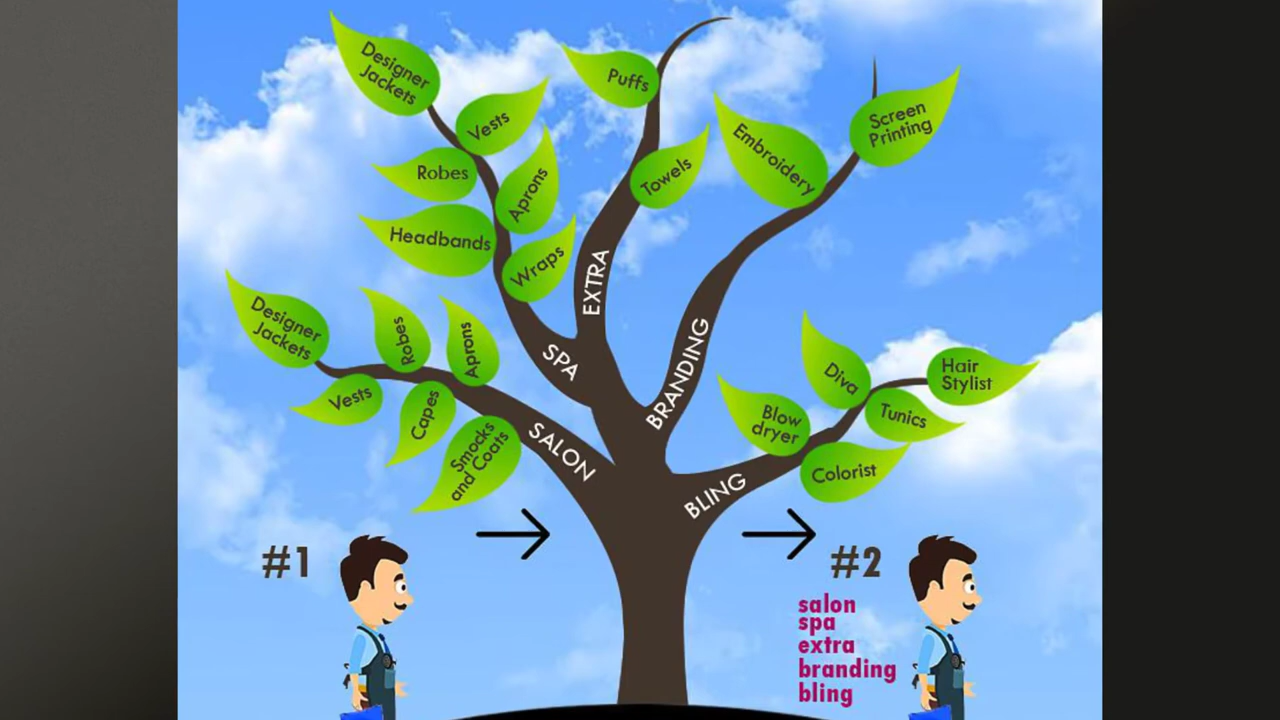 Designer
Jackets
Vests
Robes
Aprons
Headbands
Wraps
SPA
Puffs
Towels
EXTRA
Embroidery
Screen
Printing
BRANDING
Designer
Jackets
Robes
Aprons
Vests
Capes
Smocks
and Coats
SALON
Diva
Hair
Stylist
Blow
dryer
Tunics
Colorist
BLING
#1
#2
salon
spa
extra
branding
bling